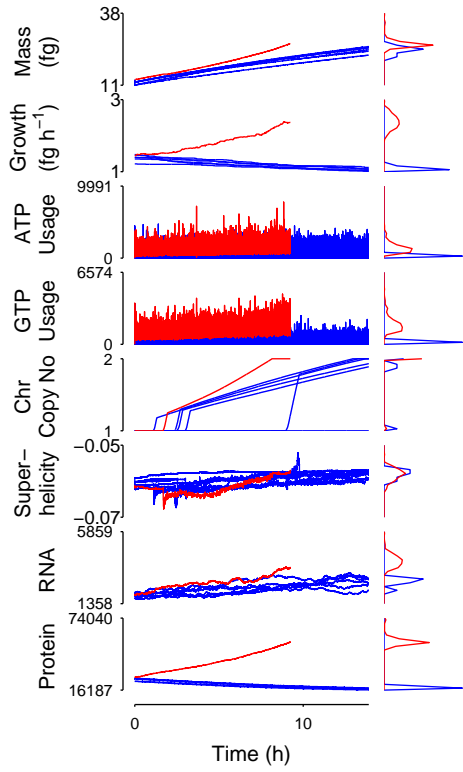 38
Mass
(fg)
11
3
Growth
(fg h⁻¹)
1
9991
ATP
Usage
0
6574
GTP
Usage
0
2
Chr
Copy No
1
−0.05
Super−
helicity
−0.07
5859
RNA
1358
74040
Protein
16187
0 10
Time (h)